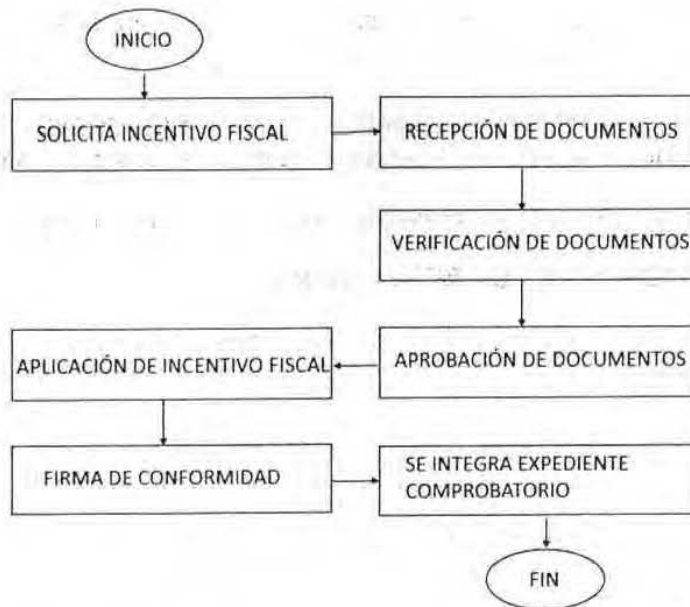 INICIO
SOLICITA INCENTIVO FISCAL
RECEPCIÓN DE DOCUMENTOS
VERIFICACIÓN DE DOCUMENTOS
APROBACIÓN DE DOCUMENTOS
APLICACIÓN DE INCENTIVO FISCAL
FIRMA DE CONFORMIDAD
SE INTEGRA EXPEDIENTE
COMPROBATORIO
FIN